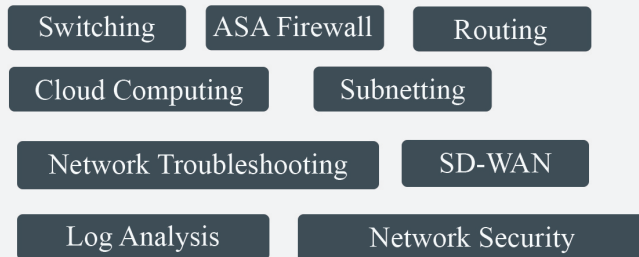 Switching ASA Firewall Routing
Cloud Computing Subnetting
Network Troubleshooting SD-WAN
Log Analysis Network Security